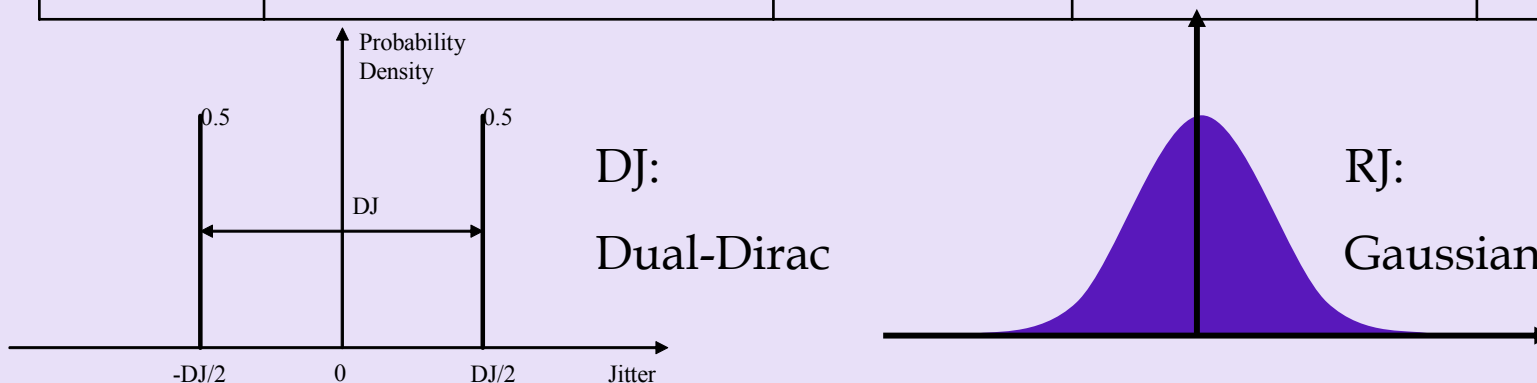 Probability
Density
0.5
0.5
DJ
-DJ/2
0
DJ/2
Jitter
DJ:
Dual-Dirac
RJ:
Gaussian